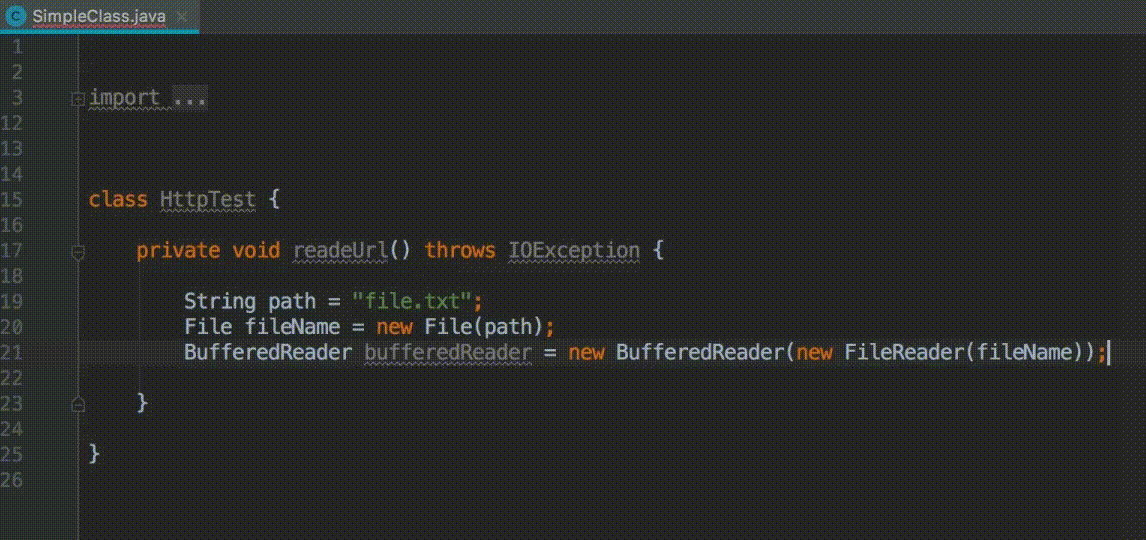 SimpleClass.java
1
2
3 import ...
12
13
14
15 class HttpTest {
16
17 private void readeUrl() throws IOException {
18
19 String path = "file.txt";
20 File fileName = new File(path);
21 BufferedReader bufferedReader = new BufferedReader(new FileReader(fileName));
22
23 }
24
25 }
26